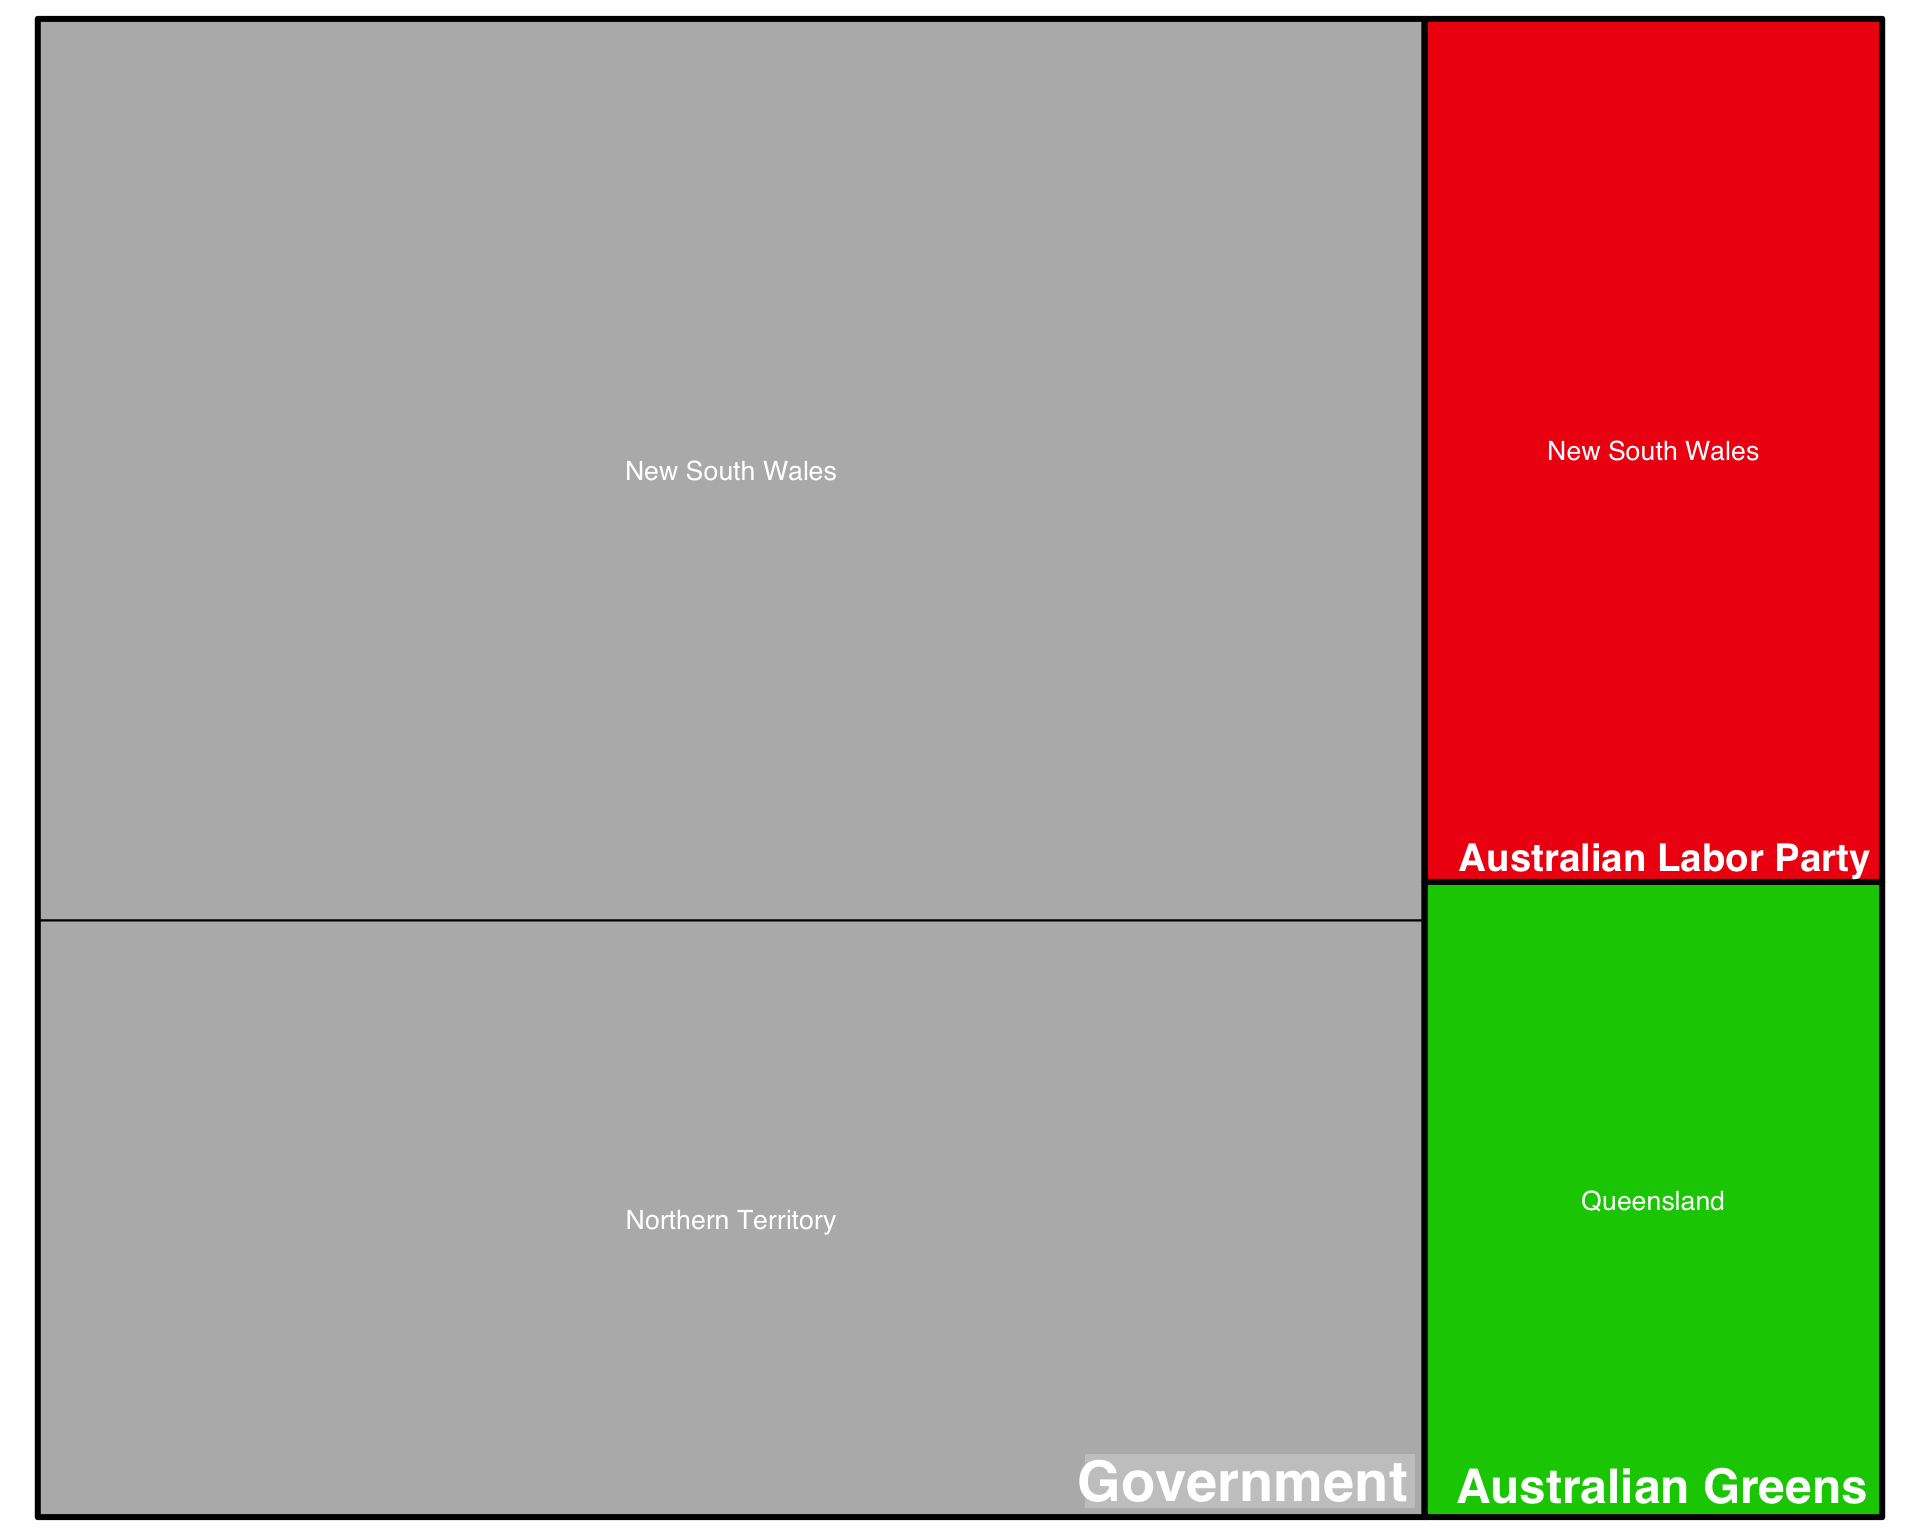 New South Wales
Northern Territory
Government
New South Wales
Australian Labor Party
Queensland
Australian Greens